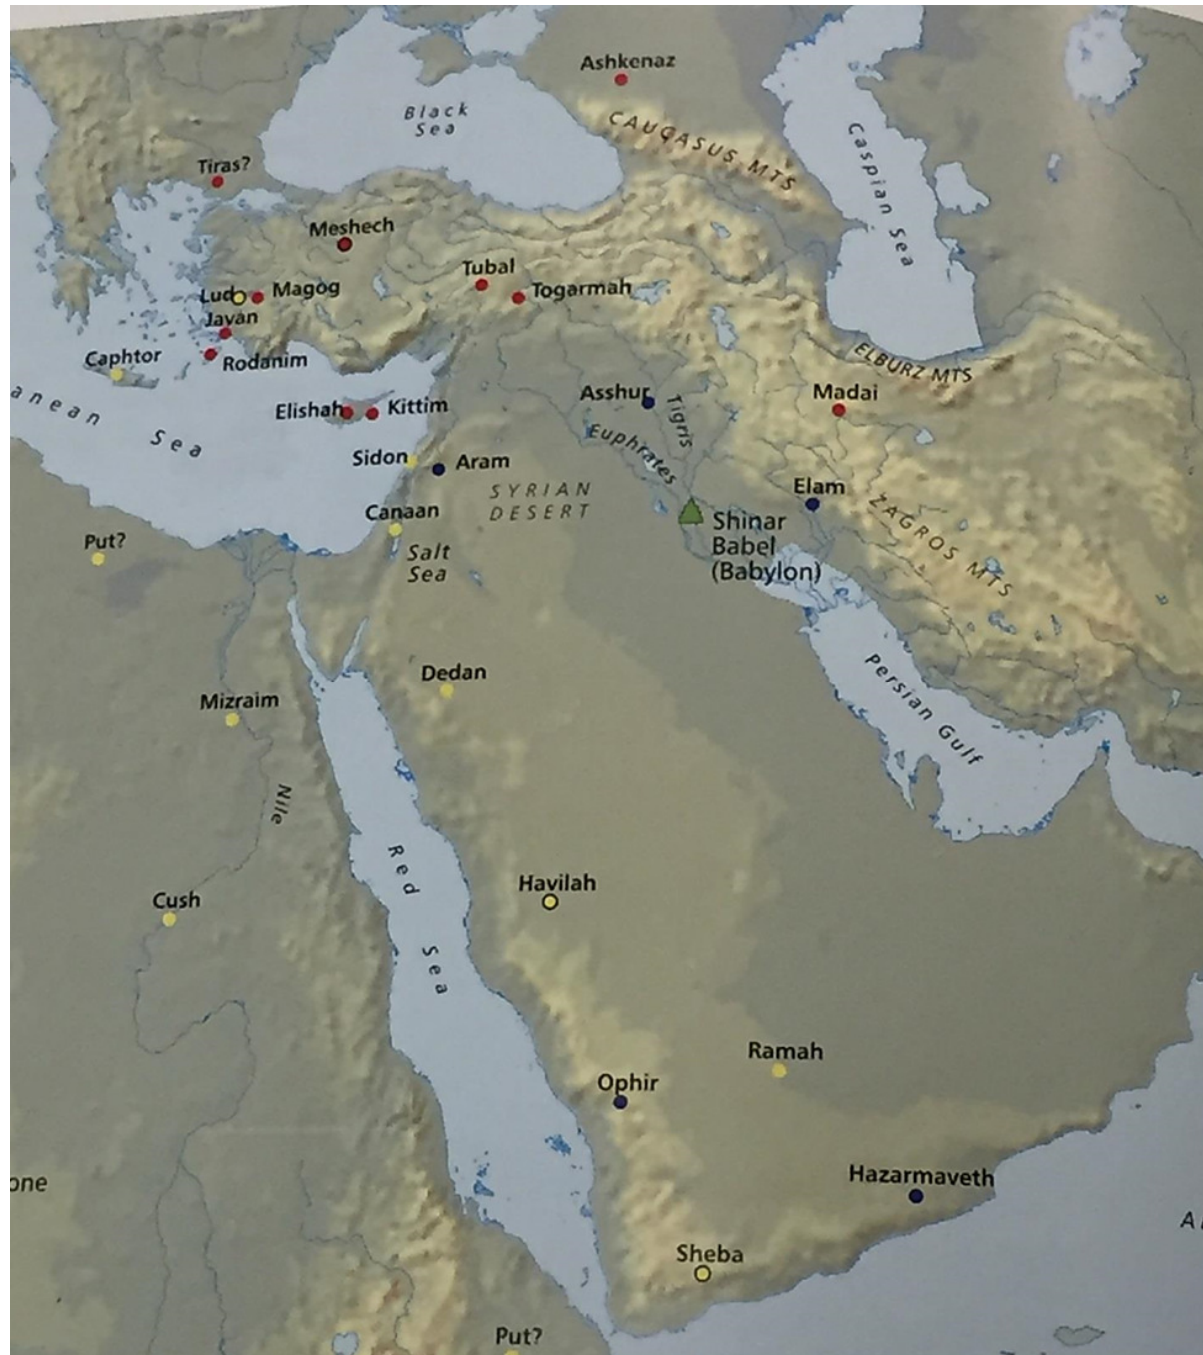 Ashkenaz
Black
Sea
CAUCASUS MTS
Caspian Sea
Tiras?
Meshech
Tubal
Lud
Magog
Togarmah
Javan
Caphtor
Rodanim
ELBURZ MTS
Madai
Asshur
Tigris
Elishah
Kittim
anean Sea
Euphrates
Sidon
Aram
SYRIAN
DESERT
Elam
ZAGROS MTS
Canaan
Shinar
Babel
(Babylon)
Put?
Salt
Sea
Persian Gulf
Dedan
Mizraim
Nile
Red Sea
Havilah
Cush
Ramah
Ophir
Hazarmaveth
one
Sheba
Put?